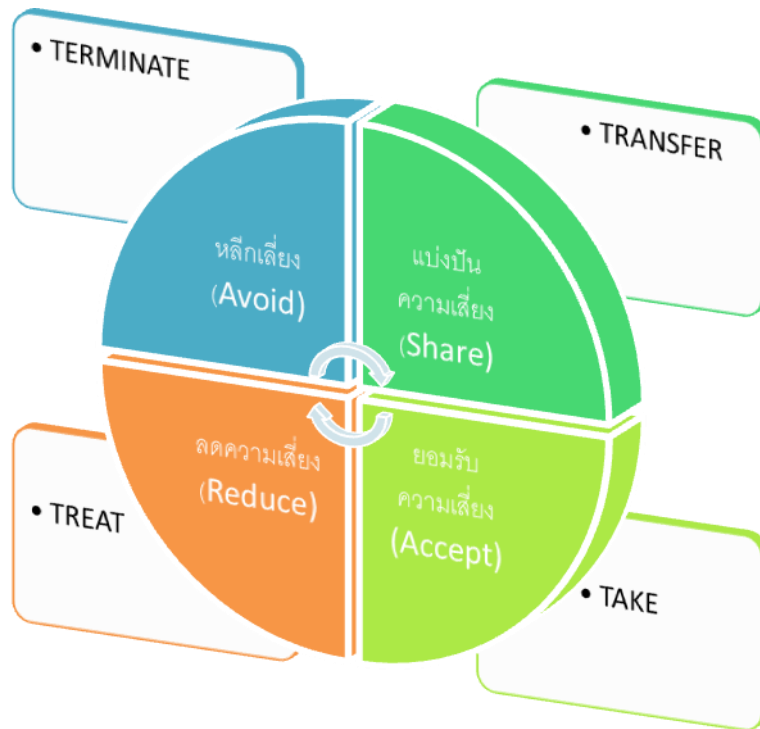 • TERMINATE
• TRANSFER
หลีกเลี่ยง
(Avoid)
แบ่งปัน
ความเสี่ยง
(Share)
ลดความเสี่ยง
(Reduce)
ยอมรับ
ความเสี่ยง
(Accept)
• TREAT
• TAKE